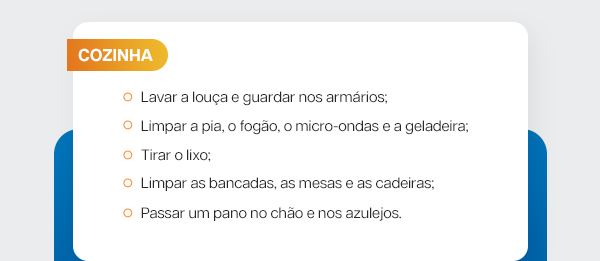 COZINHA
Lavar a louça e guardar nos armários;
Limpar a pia, o fogão, o micro-ondas e a geladeira;
Tirar o lixo;
Limpar as bancadas, as mesas e as cadeiras;
Passar um pano no chão e nos azulejos.